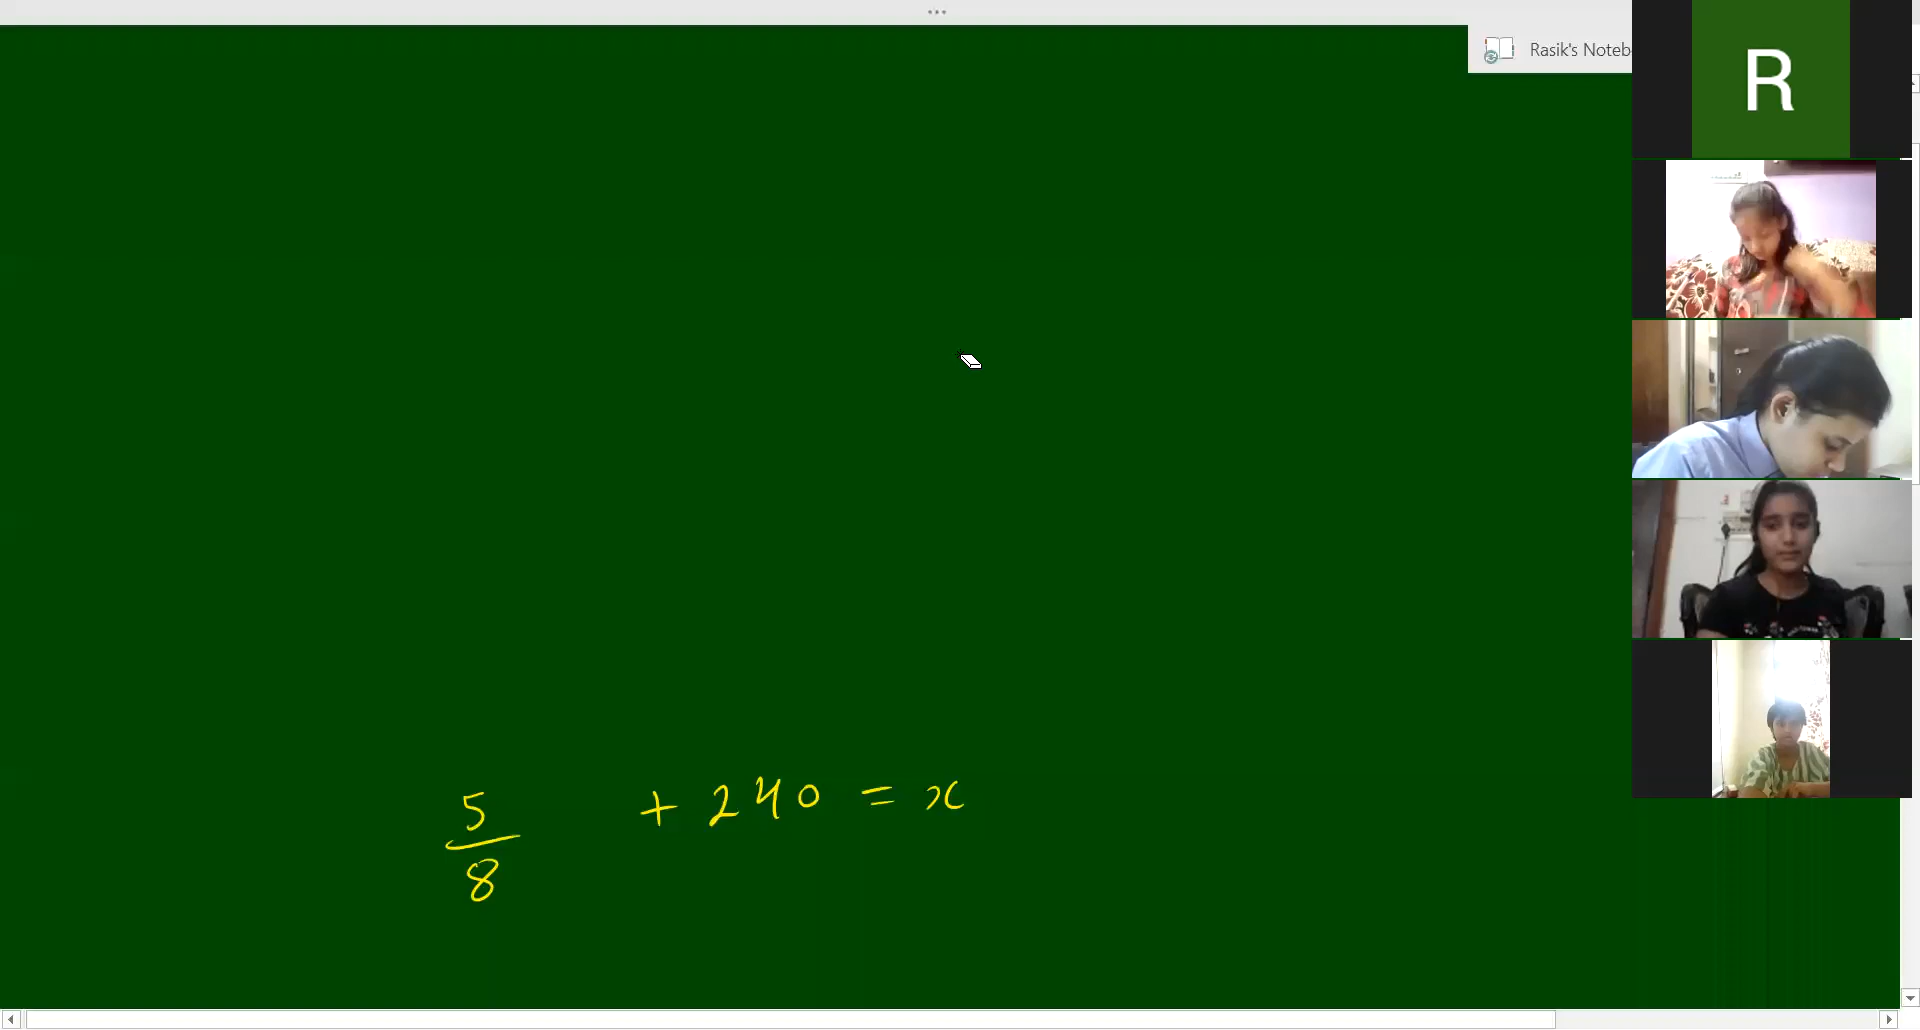 Rasik's Noteb
R
5/8 + 240 = x